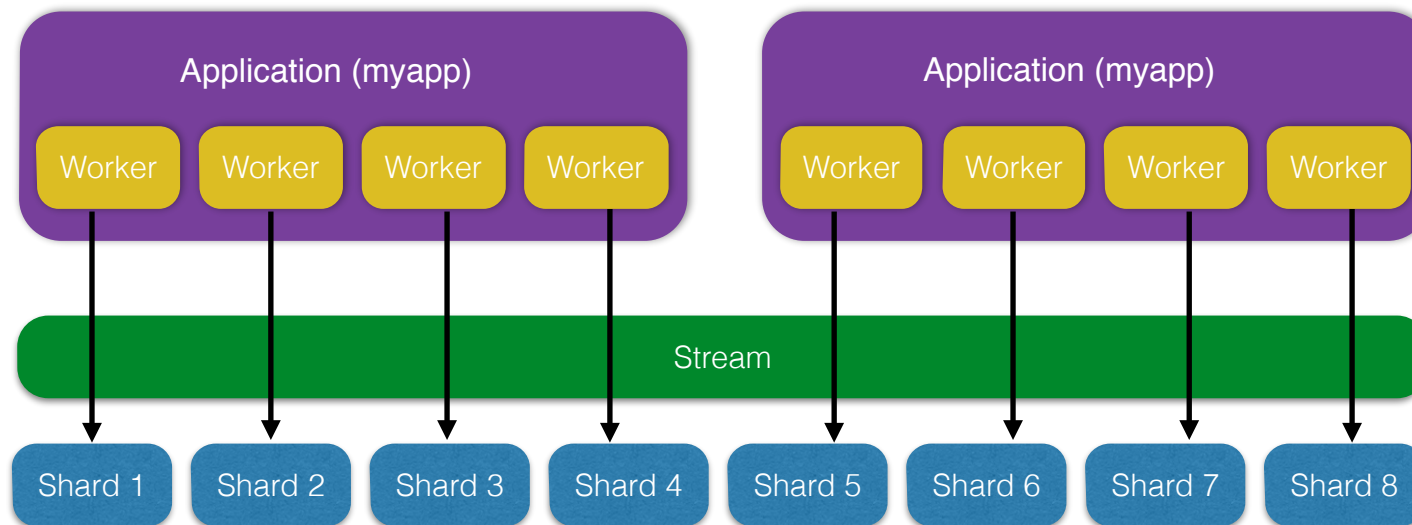 Application (myapp)
Application (myapp)
Worker Worker Worker Worker
Worker Worker Worker Worker
Stream
Shard 1 Shard 2 Shard 3 Shard 4 Shard 5 Shard 6 Shard 7 Shard 8